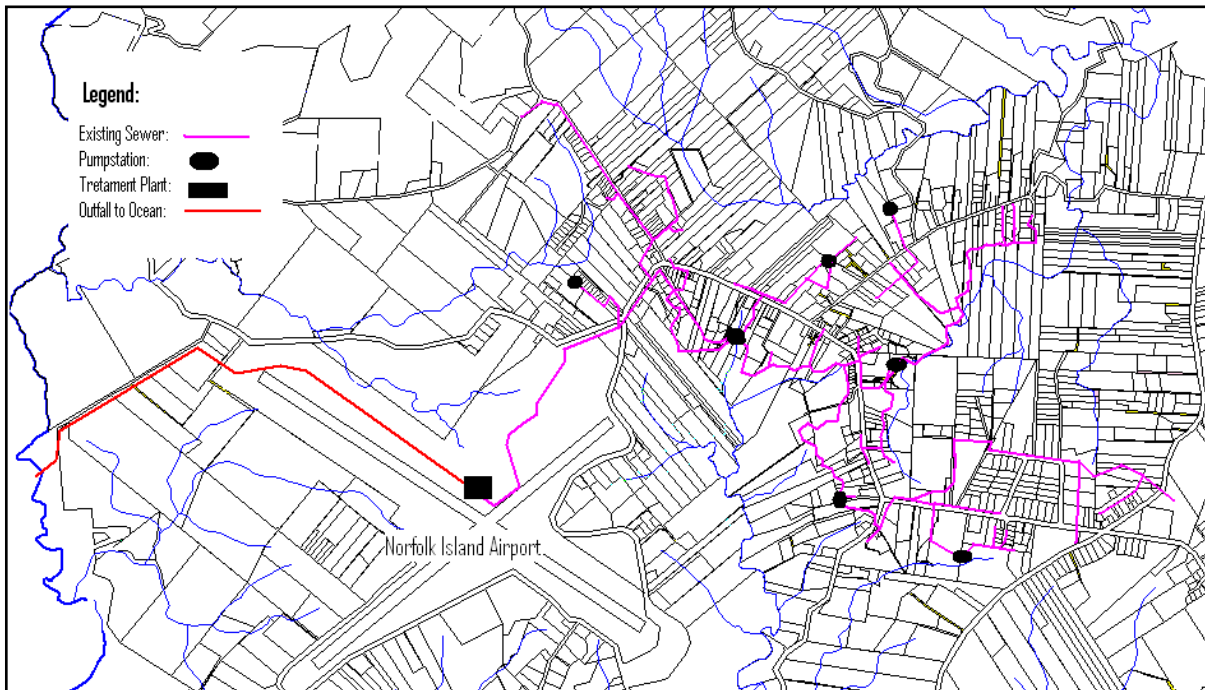 Legend:
Existing Sewer:
Pumpstation:
Tretament Plant:
Outfall to Ocean:
Norfolk Island Airport